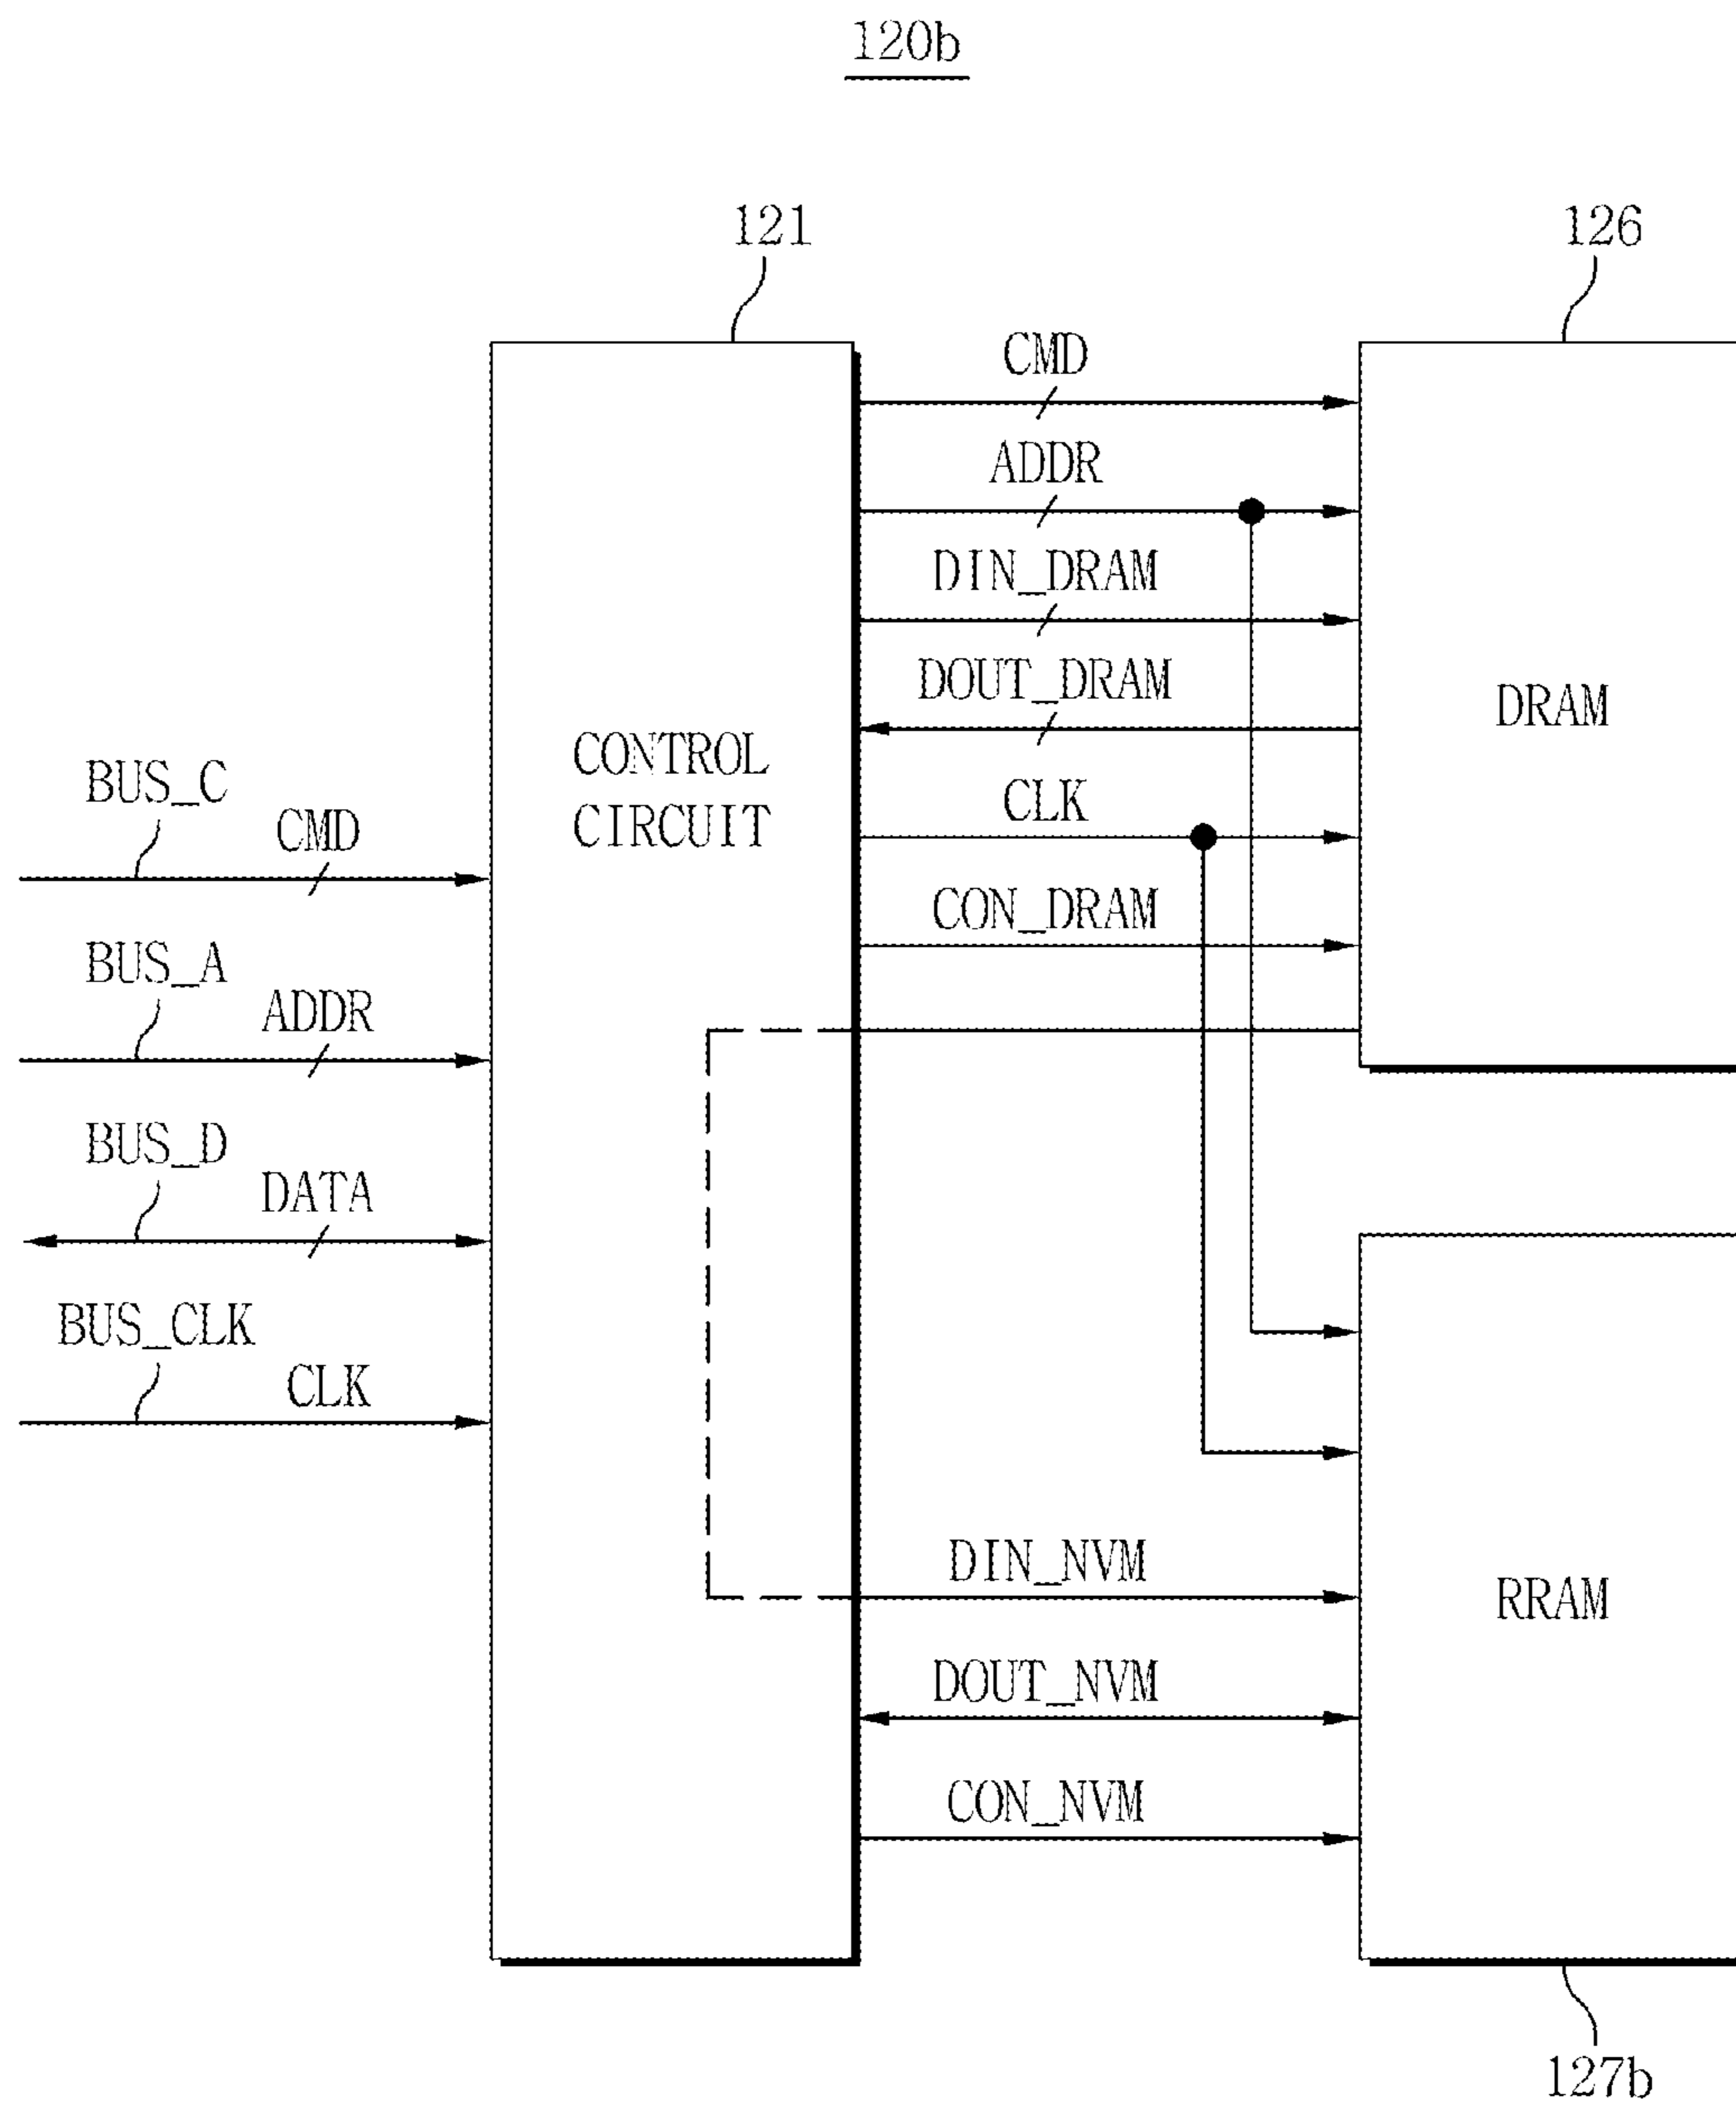 120b
121
126
CMD
ADDR
DIN_DRAM
DOUT_DRAM
CLK
CON_DRAM
DRAM
CONTROL
CIRCUIT
BUS_C
CMD
BUS_A
ADDR
BUS_D
DATA
BUS_CLK
CLK
DIN_NVM
DOUT_NVM
CON_NVM
RRAM
127b